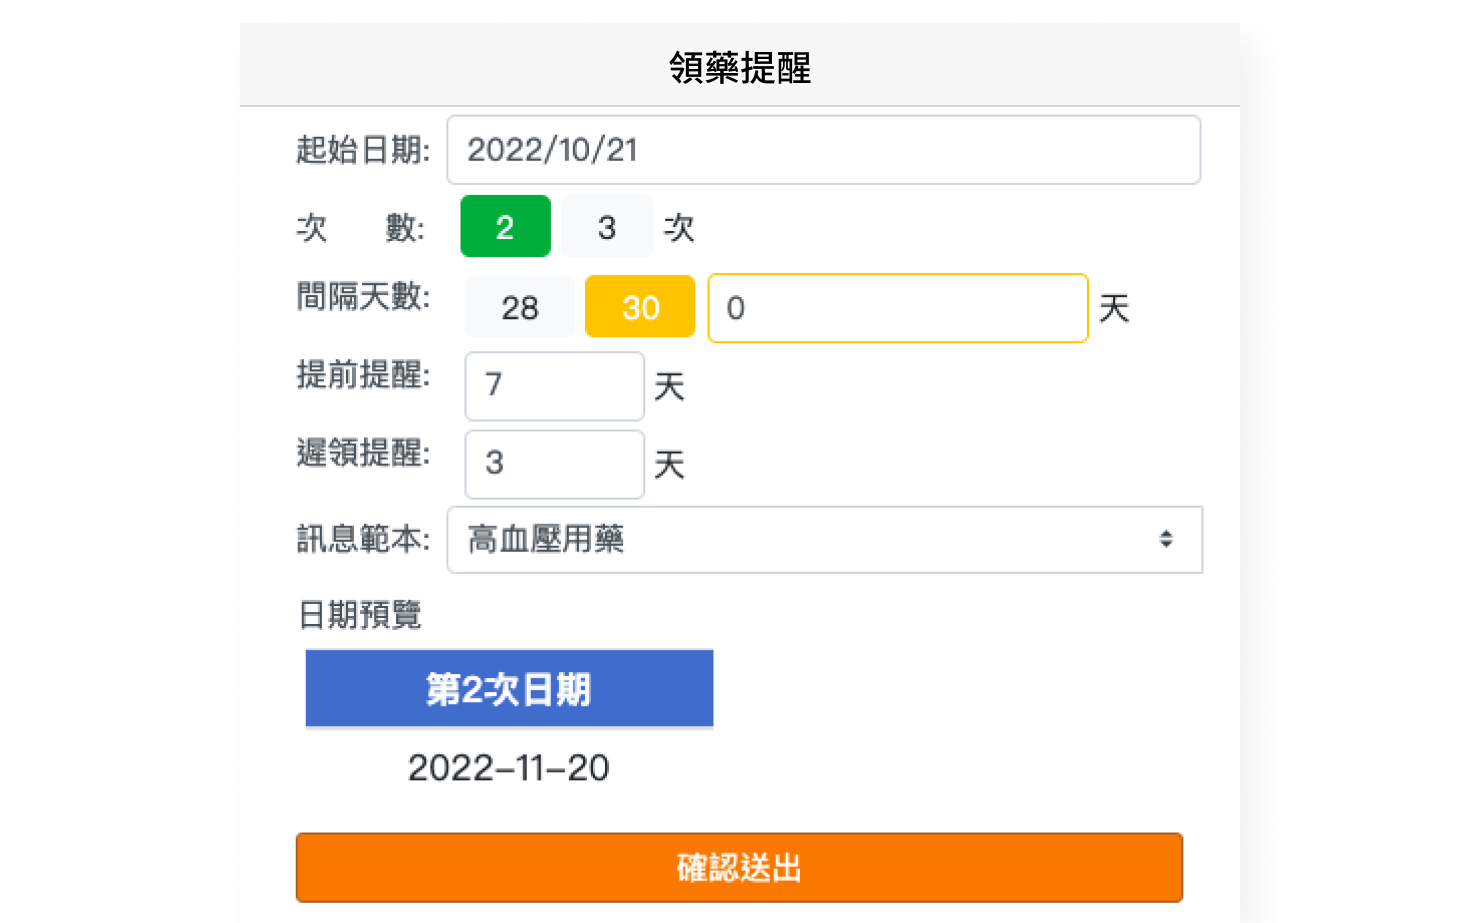 領藥提醒
起始日期: 2022/10/21
次 數: 2 3 次
間隔天數: 28 30 0 天
提前提醒: 7 天
遲領提醒: 3 天
訊息範本: 高血壓用藥
日期預覽
第2次日期
2022-11-20
確認送出